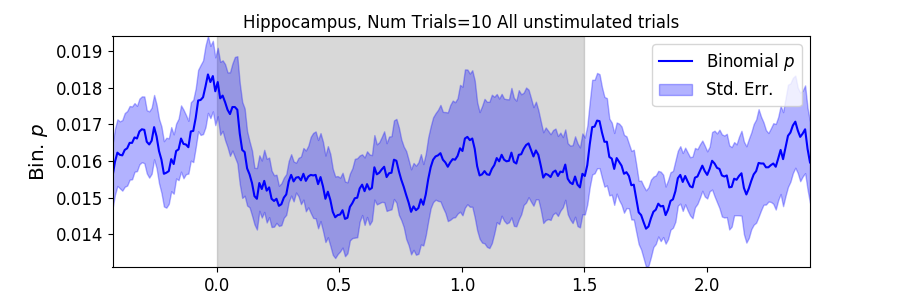 Hippocampus, Num Trials=10 All unstimulated trials
Bin. p
0.019
0.018
0.017
0.016
0.015
0.014
Binomial p
Std. Err.
0.0 0.5 1.0 1.5 2.0